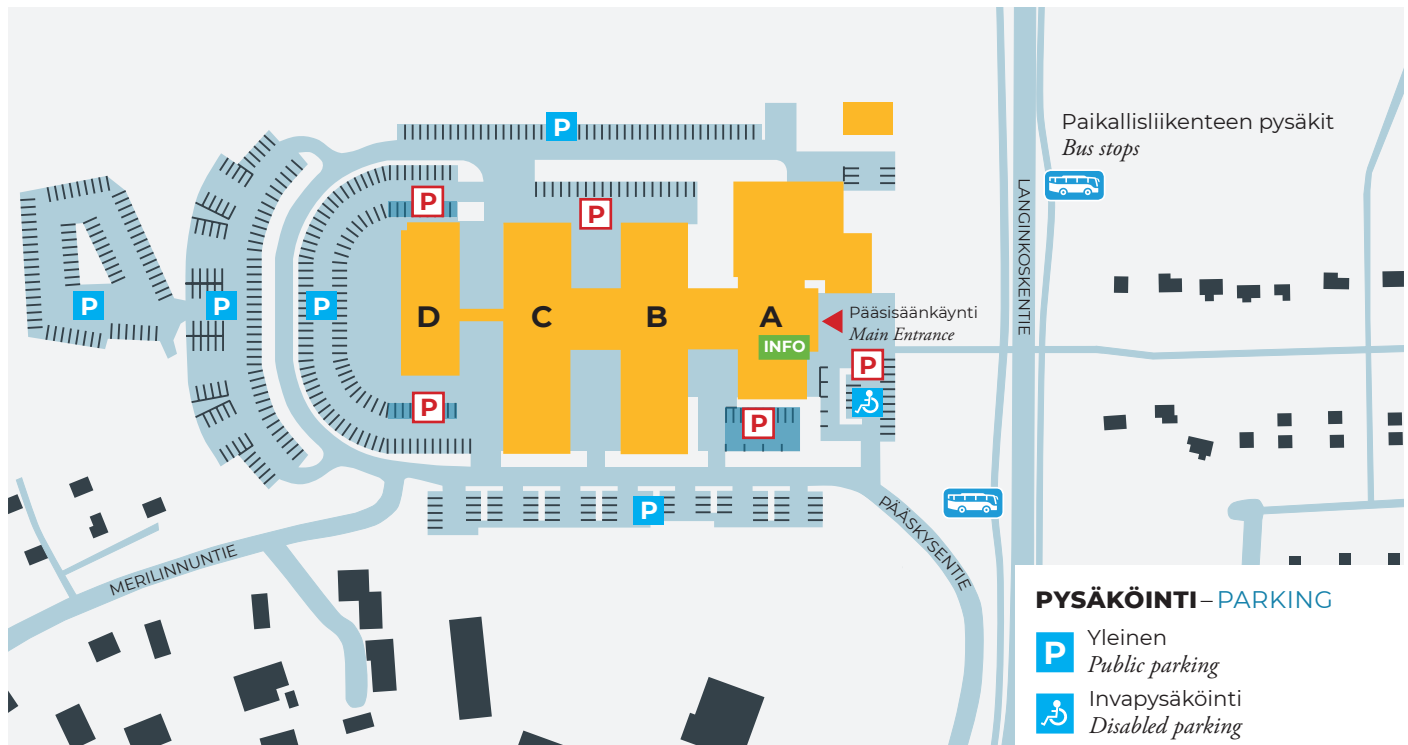 P
Paikallisliikenteen pysäkit
Bus stops
P
P
LANGINKOSKENTIE
P
P
P
D
C
B
A
Pääsisäänkäynti
Main Entrance
INFO
P
P
P
P
PÄÄSKYSENTIE
MERILINNUNTIE
PYSÄKÖINTI – PARKING
P
Yleinen
Public parking
Invapysäköinti
Disabled parking